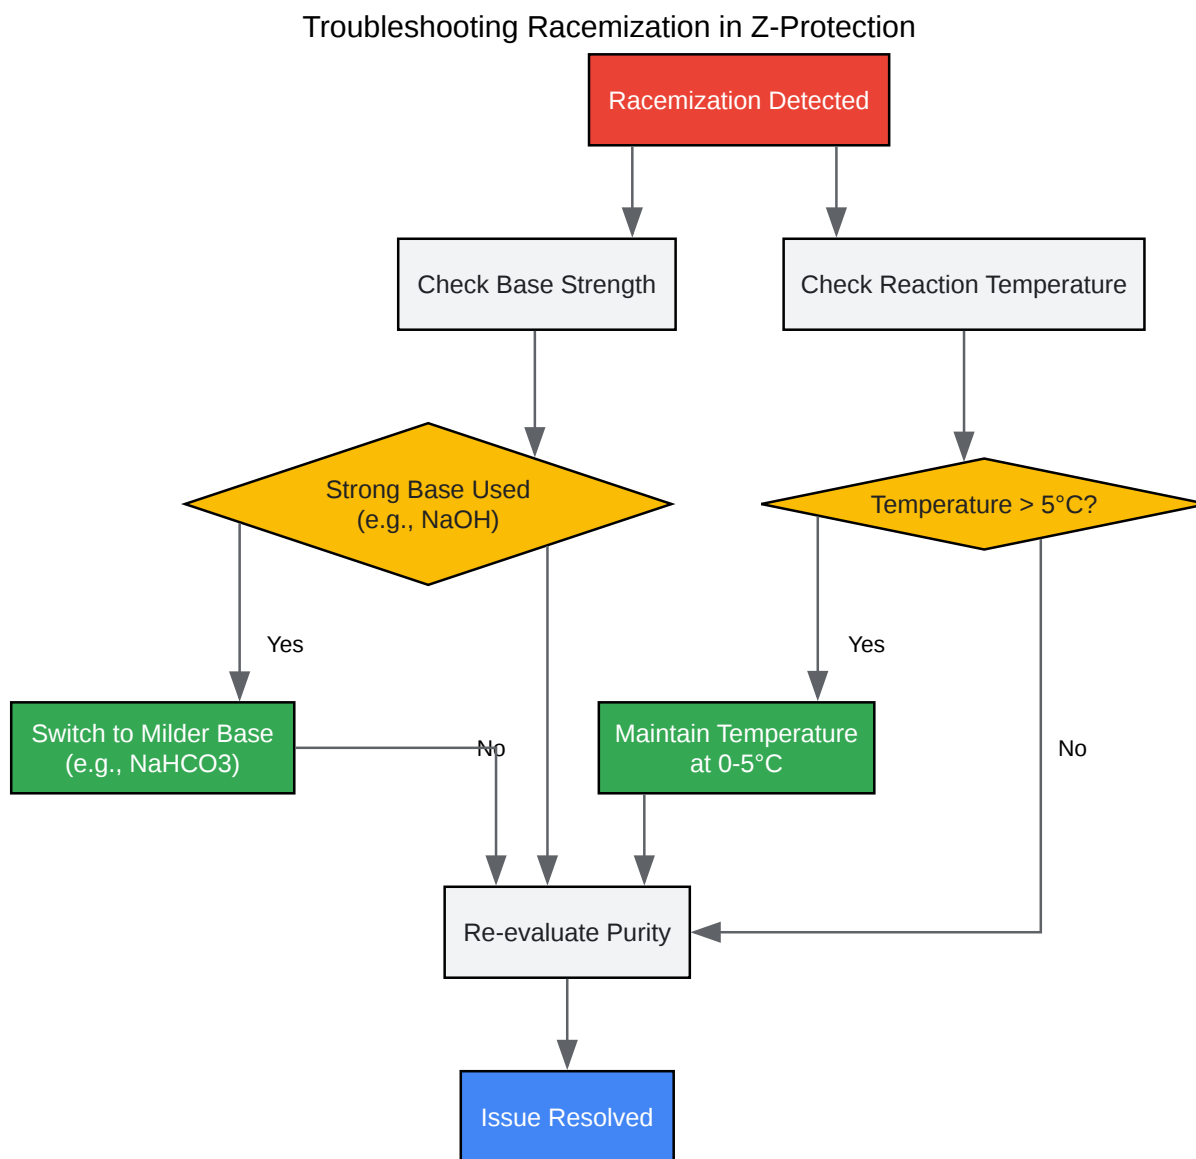 Troubleshooting Racemization in Z-Protection
Racemization Detected
Check Base Strength
Check Reaction Temperature
Strong Base Used
(e.g., NaOH)
Temperature > 5°C?
Yes
Yes
Switch to Milder Base
(e.g., NaHCO3)
No
Maintain Temperature
at 0-5°C
No
Re-evaluate Purity
Issue Resolved